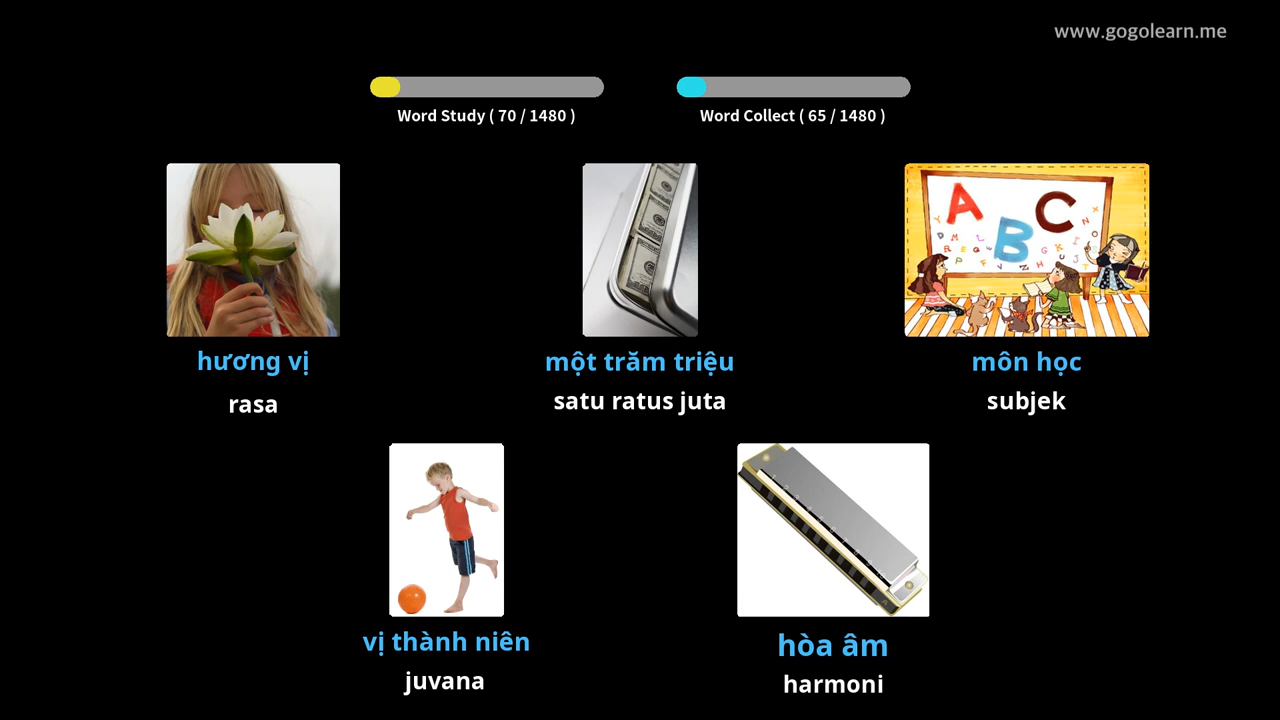 www.gogolearn.me
Word Study ( 70 / 1480 )
Word Collect ( 65 / 1480 )
A B C
hương vị
rasa
một trăm triệu
satu ratus juta
môn học
subjek
vị thành niên
juvana
hòa âm
harmoni